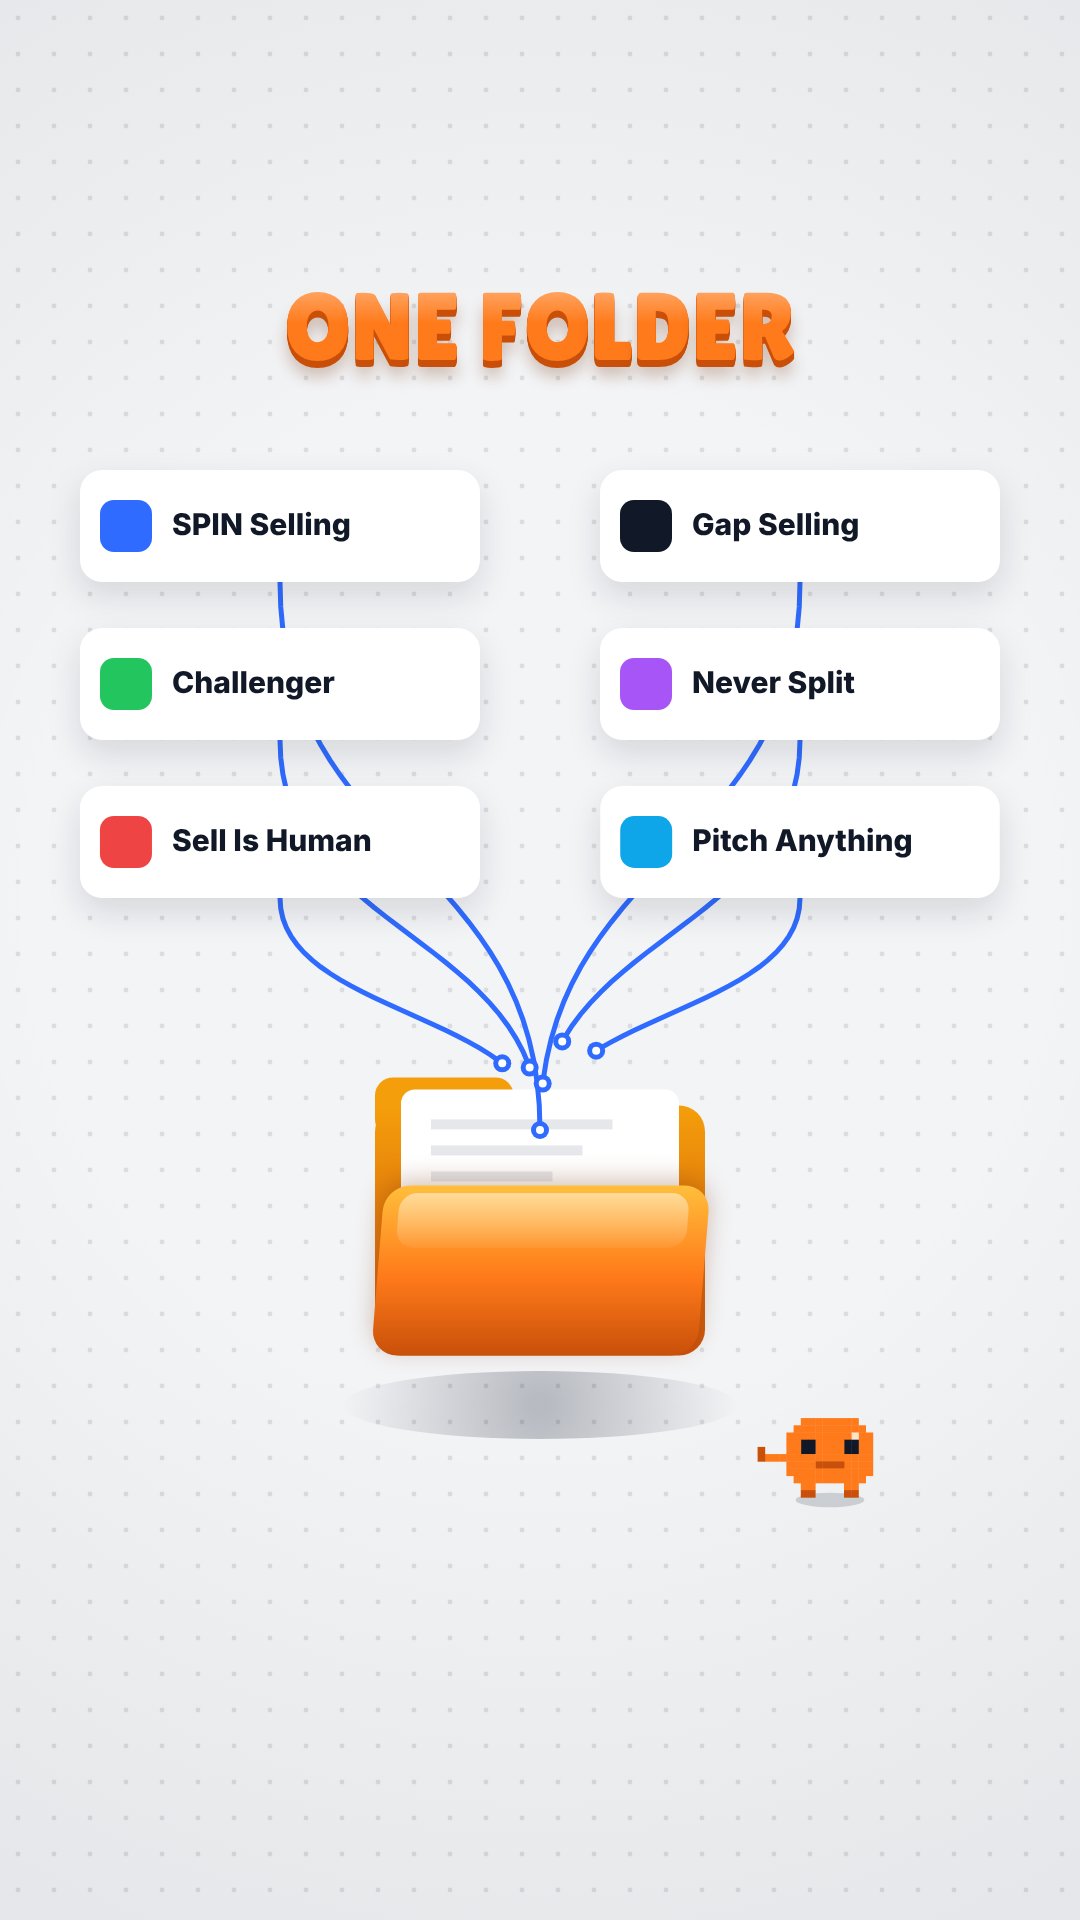 ONE FOLDER
SPIN Selling
Gap Selling
Challenger
Never Split
Sell Is Human
Pitch Anything